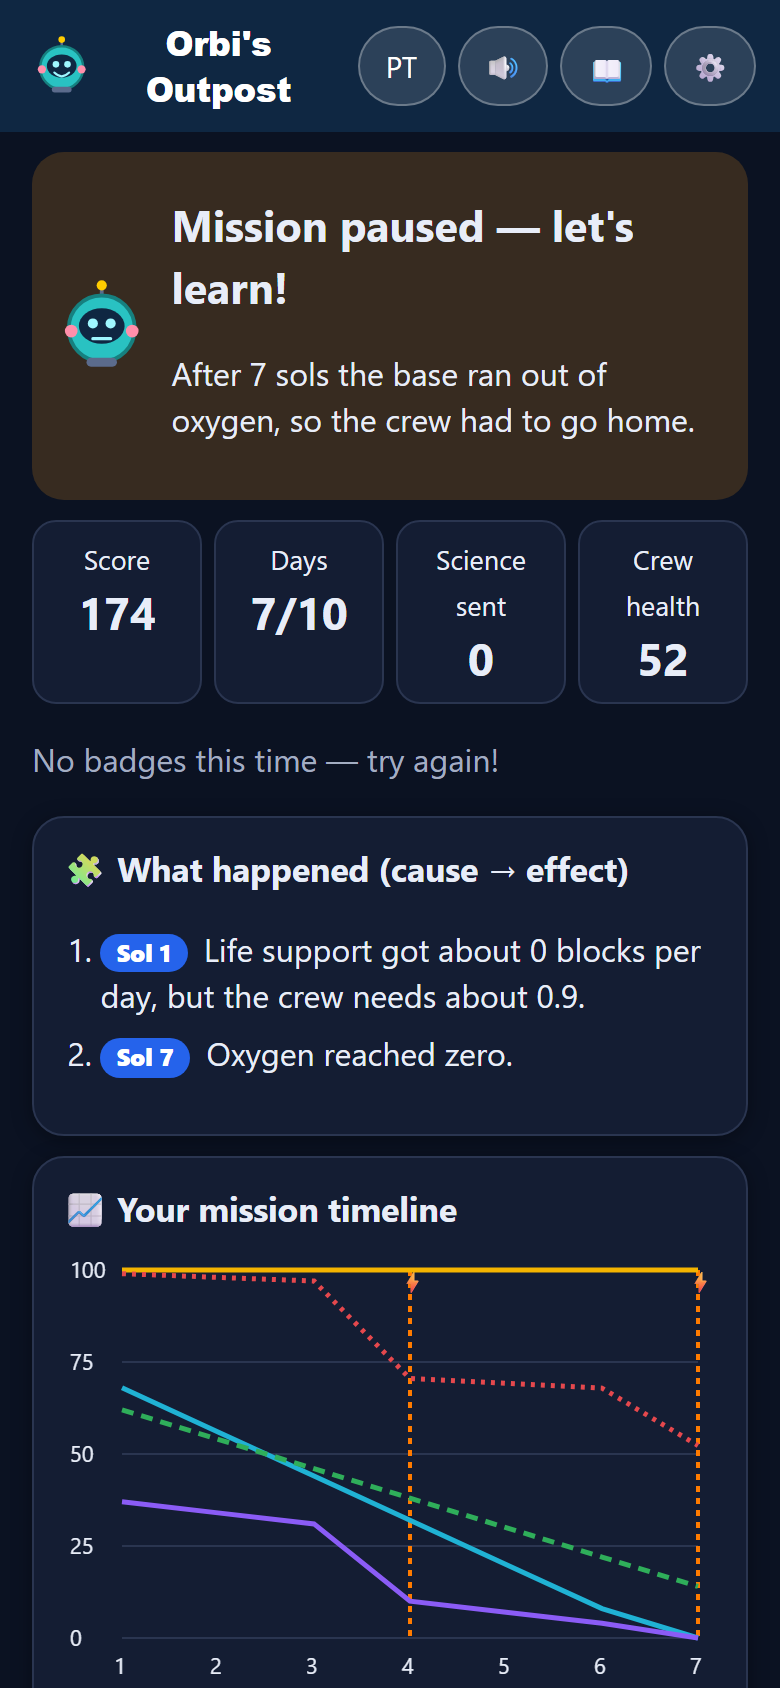 Orbi's
Outpost
PT
Mission paused — let's
learn!
After 7 sols the base ran out of
oxygen, so the crew had to go home.
Score
174
Days
7/10
Science
sent
0
Crew
health
52
No badges this time — try again!
What happened (cause → effect)
1. Sol 1 Life support got about 0 blocks per
day, but the crew needs about 0.9.
2. Sol 7 Oxygen reached zero.
Your mission timeline
100
75
50
25
0
1 2 3 4 5 6 7